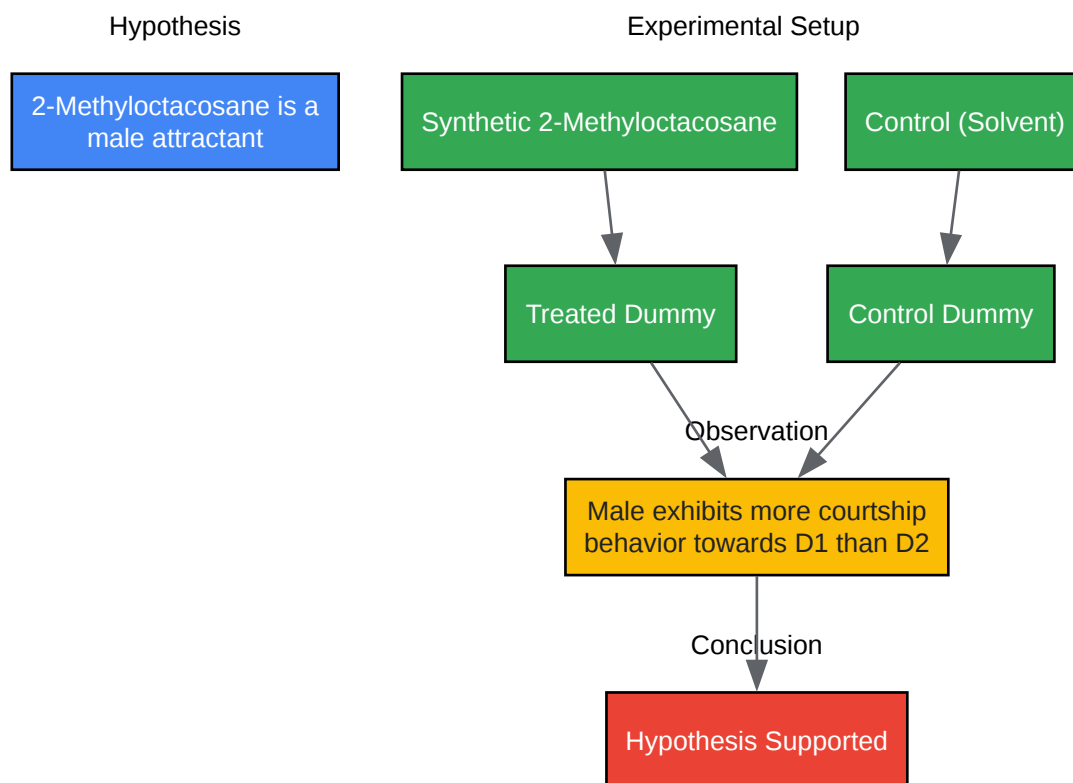 Hypothesis
Experimental Setup
2-Methyloctacosane is a
male attractant
Synthetic 2-Methyloctacosane
Control (Solvent)
Treated Dummy
Control Dummy
Observation
Male exhibits more courtship
behavior towards D1 than D2
Conclusion
Hypothesis Supported